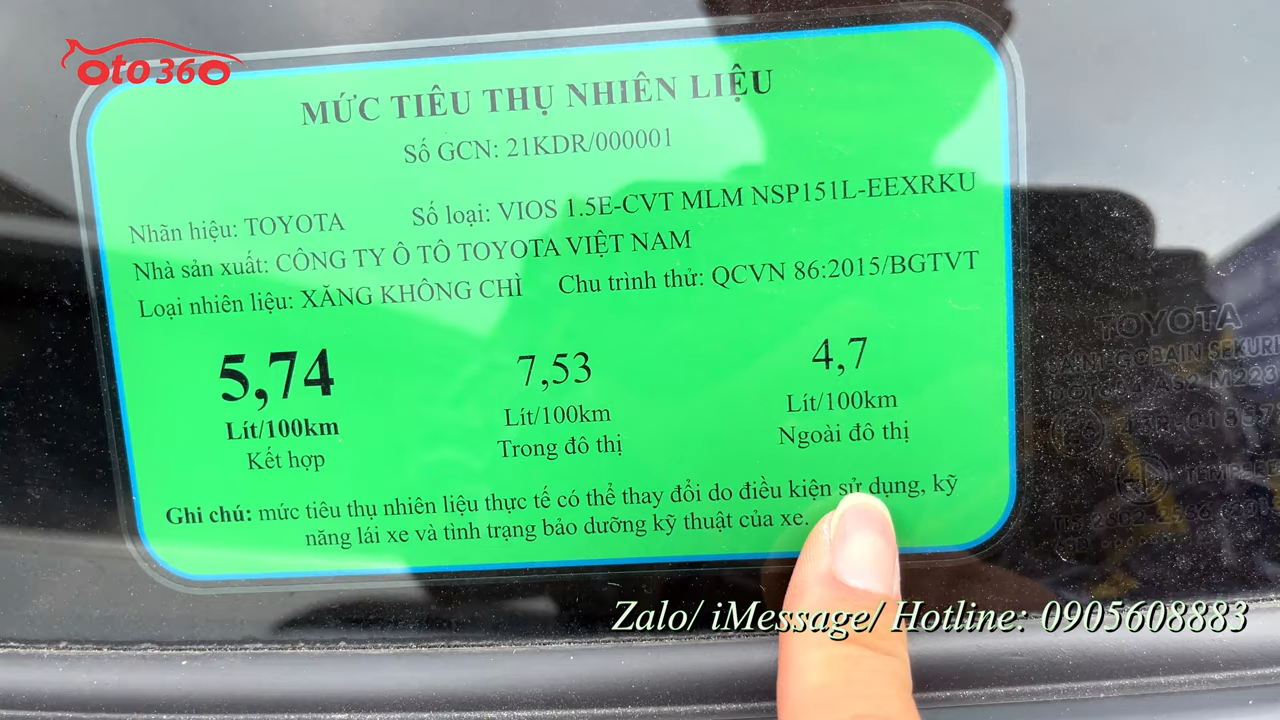 oto360
MỨC TIÊU THỤ NHIÊN LIỆU
Số GCN: 21KDR/000001
Nhãn hiệu: TOYOTA Số loại: VIOS 1.5E-CVT MLM NSP151L-EEXRKU
Nhà sản xuất: CÔNG TY Ô TÔ TOYOTA VIỆT NAM
Loại nhiên liệu: XĂNG KHÔNG CHÌ Chu trình thử: QCVN 86:2015/BGTVT
5,74 7,53 4,7
Lít/100km Lít/100km Lít/100km
Kết hợp Trong đô thị Ngoài đô thị
Ghi chú: mức tiêu thụ nhiên liệu thực tế có thể thay đổi do điều kiện sử dụng, kỹ
năng lái xe và tình trạng bảo dưỡng kỹ thuật của xe.
TOYOTA
Zalo/ iMessage/ Hotline: 0905608883